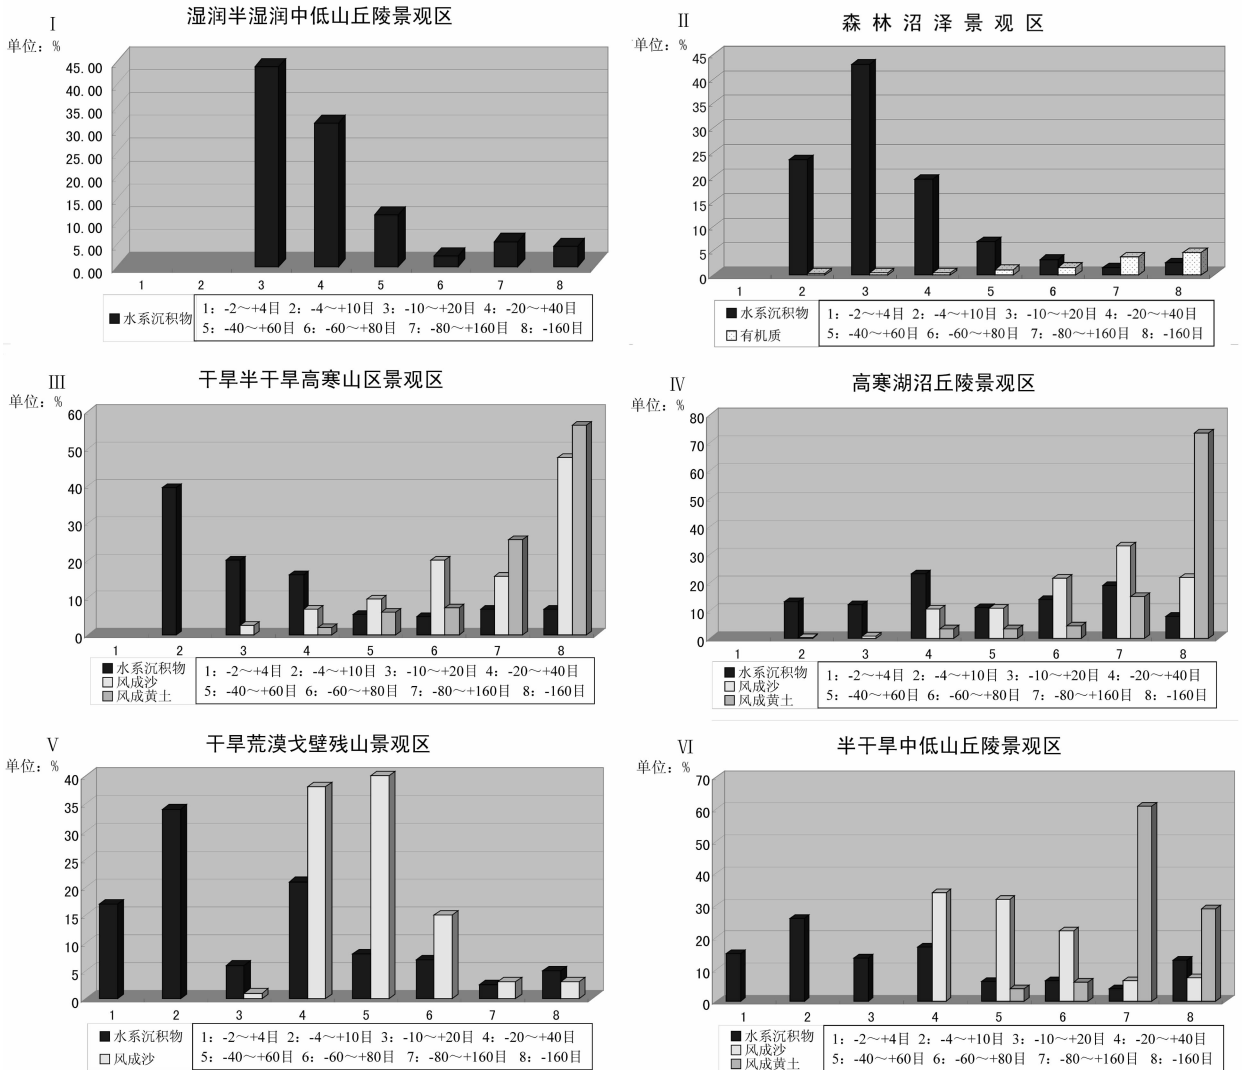 I
湿润半湿润中低山丘陵景观区
单位：%
45.00
40.00
35.00
30.00
25.00
20.00
15.00
10.00
5.00
0.00
1 2 3 4 5 6 7 8
水系沉积物
1：-2～+4目 2：-4～+10目 3：-10～+20目 4：-20～+40目
5：-40～+60目 6：-60～+80目 7：-80～+160目 8：-160目
II
森林沼泽景观区
单位：%
45
40
35
30
25
20
15
10
5
0
1 2 3 4 5 6 7 8
水系沉积物
有机质
1：-2～+4目 2：-4～+10目 3：-10～+20目 4：-20～+40目
5：-40～+60目 6：-60～+80目 7：-80～+160目 8：-160目
III
干旱半干旱高寒山区景观区
单位：%
60
50
40
30
20
10
0
1 2 3 4 5 6 7 8
水系沉积物
风成沙
风成黄土
1：-2～+4目 2：-4～+10目 3：-10～+20目 4：-20～+40目
5：-40～+60目 6：-60～+80目 7：-80～+160目 8：-160目
IV
高寒湖沼丘陵景观区
单位：%
80
70
60
50
40
30
20
10
0
1 2 3 4 5 6 7 8
水系沉积物
风成沙
风成黄土
1：-2～+4目 2：-4～+10目 3：-10～+20目 4：-20～+40目
5：-40～+60目 6：-60～+80目 7：-80～+160目 8：-160目
V
干旱荒漠戈壁残山景观区
单位：%
40
35
30
25
20
15
10
5
0
1 2 3 4 5 6 7 8
水系沉积物
风成沙
1：-2～+4目 2：-4～+10目 3：-10～+20目 4：-20～+40目
5：-40～+60目 6：-60～+80目 7：-80～+160目 8：-160目
VI
半干旱中低山丘陵景观区
单位：%
70
60
50
40
30
20
10
0
1 2 3 4 5 6 7 8
水系沉积物
风成沙
风成黄土
1：-2～+4目 2：-4～+10目 3：-10～+20目 4：-20～+40目
5：-40～+60目 6：-60～+80目 7：-80～+160目 8：-160目